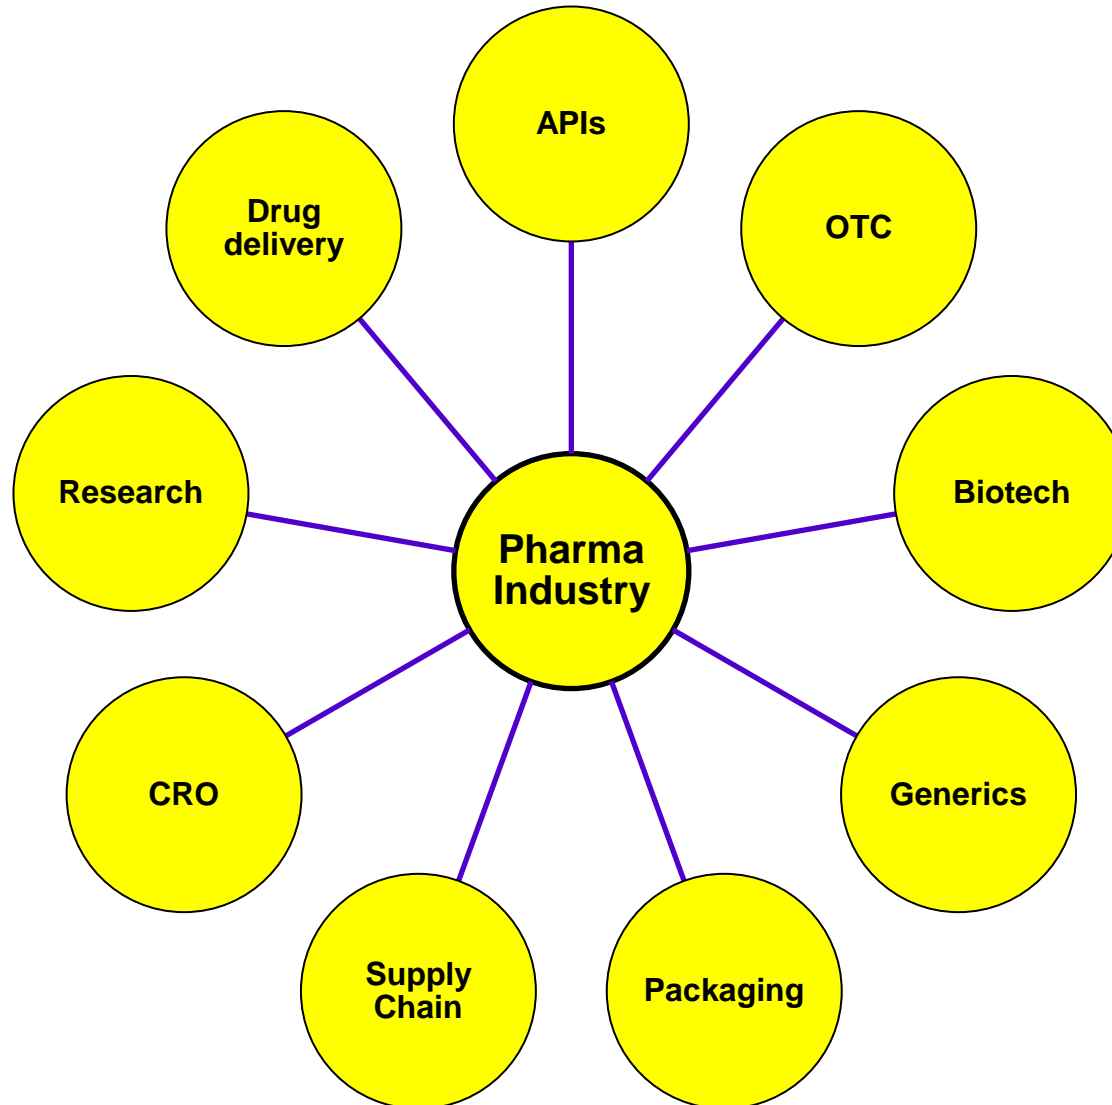 APIs
OTC
Drug
delivery
Research
Biotech
Pharma
Industry
CRO
Generics
Supply
Chain
Packaging